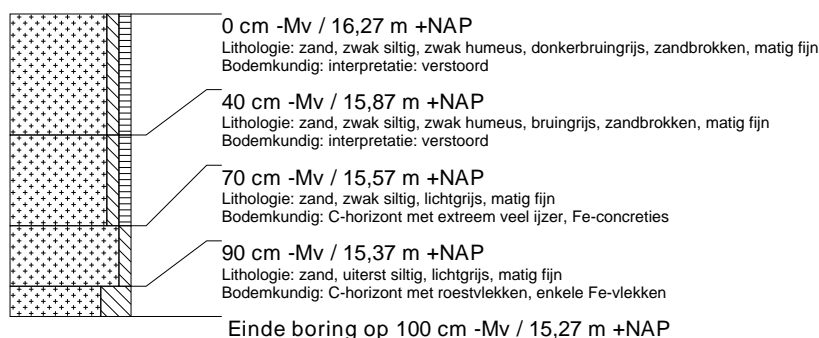 0 cm -Mv / 16,27 m +NAP
Lithologie: zand, zwak siltig, zwak humeus, donkerbruingrijs, zandbrokken, matig fijn
Bodemkundig: interpretatie: verstoord
40 cm -Mv / 15,87 m +NAP
Lithologie: zand, zwak siltig, zwak humeus, bruingrijs, zandbrokken, matig fijn
Bodemkundig: interpretatie: verstoord
70 cm -Mv / 15,57 m +NAP
Lithologie: zand, zwak siltig, lichtgrijs, matig fijn
Bodemkundig: C-horizont met extreem veel ijzer, Fe-concreties
90 cm -Mv / 15,37 m +NAP
Lithologie: zand, uiterst siltig, lichtgrijs, matig fijn
Bodemkundig: C-horizont met roestvlekken, enkele Fe-vlekken
Einde boring op 100 cm -Mv / 15,27 m +NAP